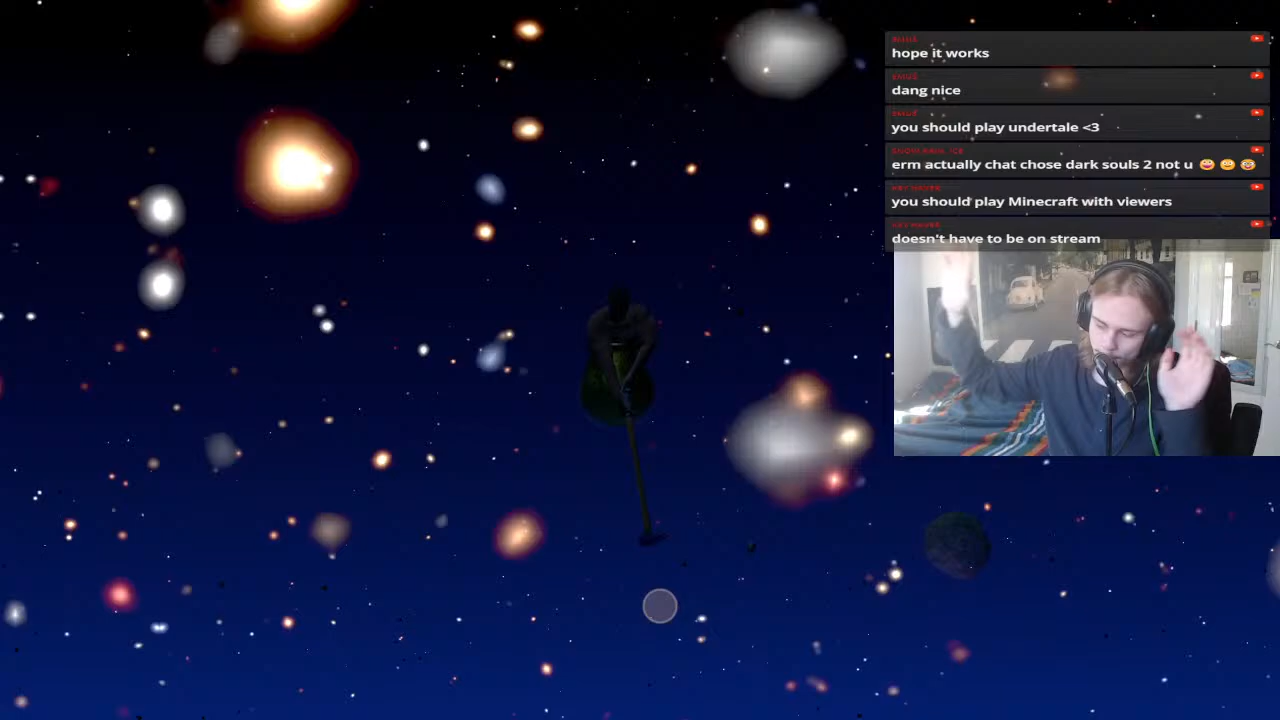 hope it works
dang nice
you should play undertale <3
erm actually chat chose dark souls 2 not u 
you should play Minecraft with viewers
doesn't have to be on stream